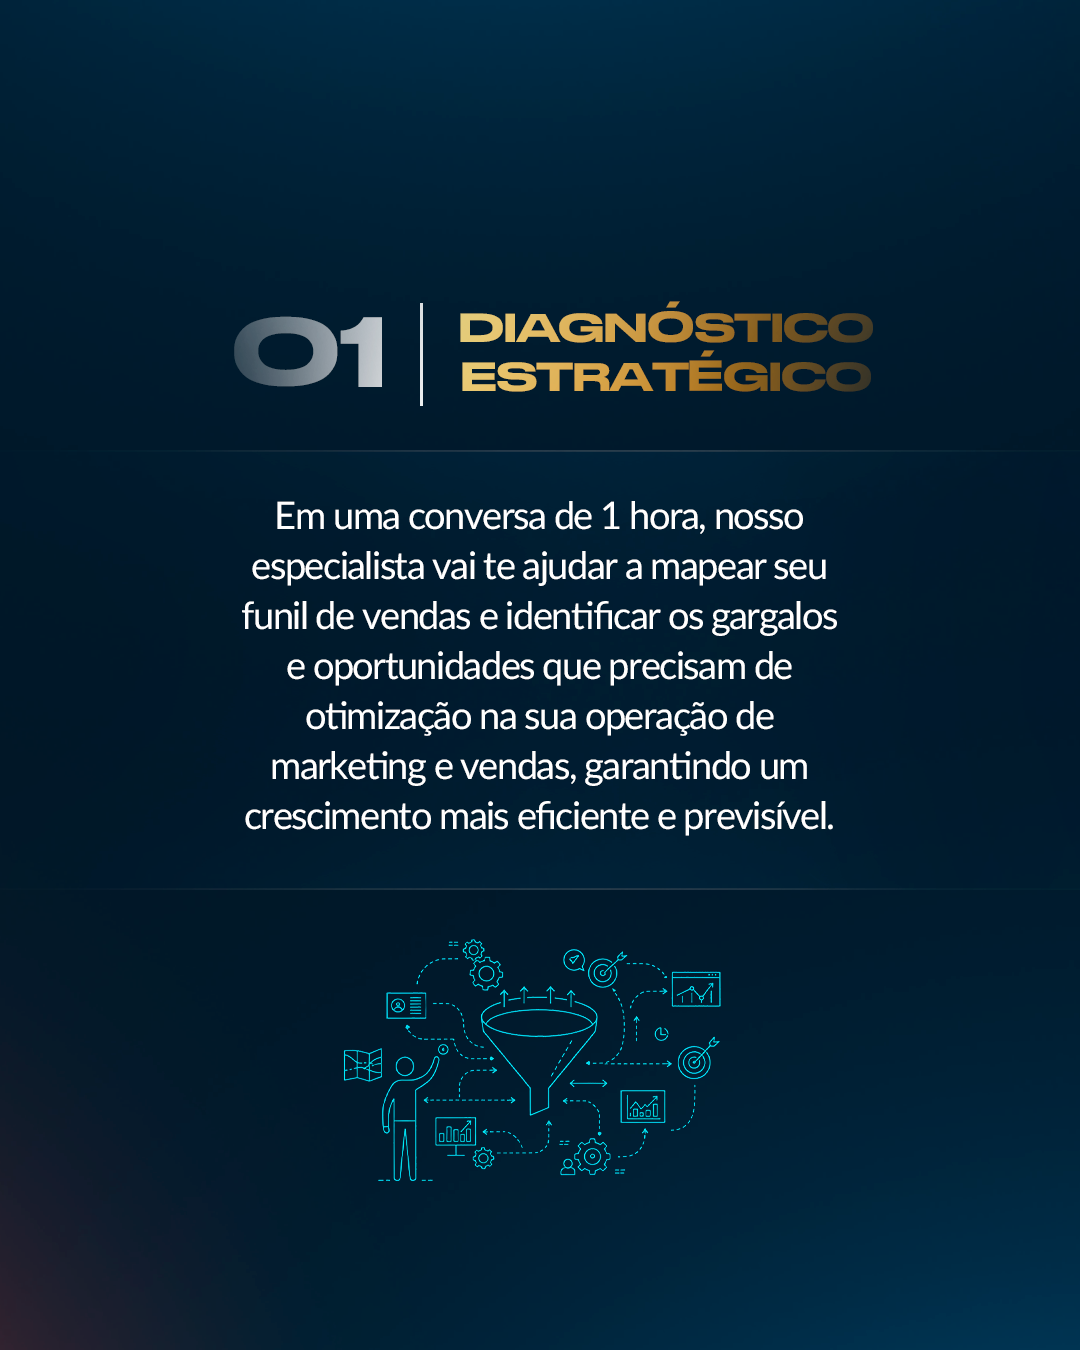 01
DIAGNÓSTICO
ESTRATÉGICO
Em uma conversa de 1 hora, nosso
especialista vai te ajudar a mapear seu
funil de vendas e identificar os gargalos
e oportunidades que precisam de
otimização na sua operação de
marketing e vendas, garantindo um
crescimento mais eficiente e previsível.